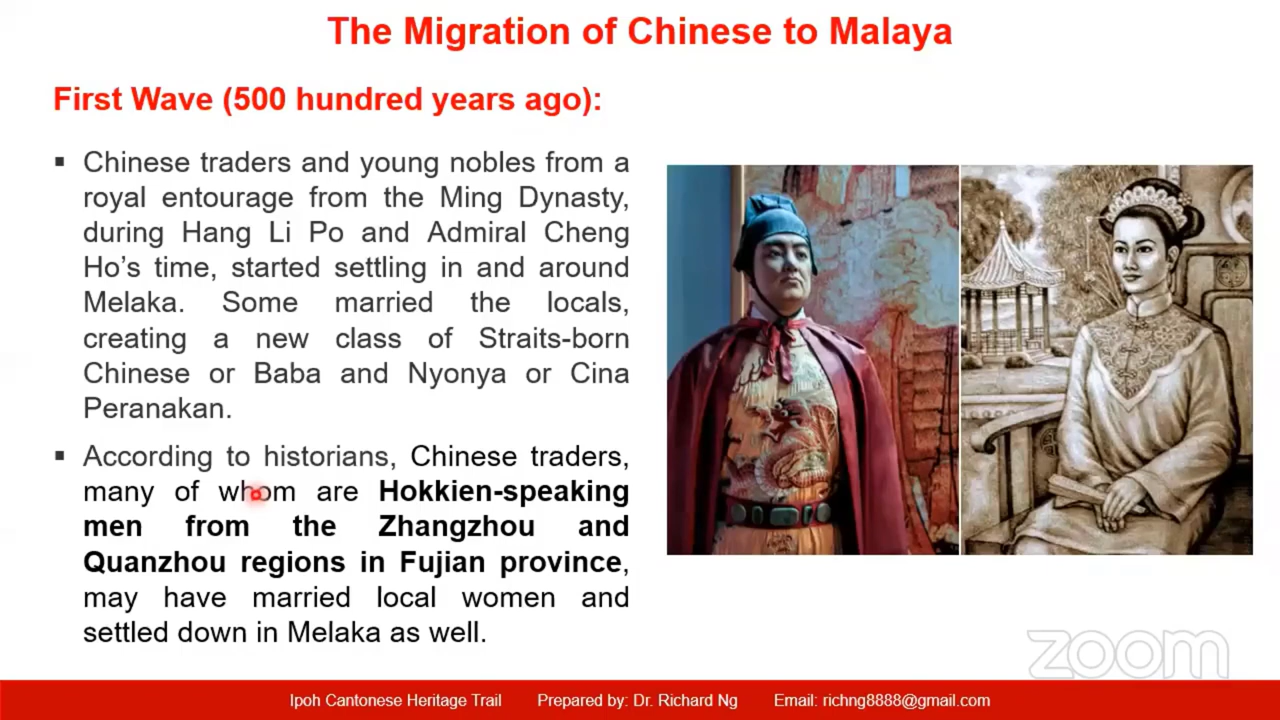 The Migration of Chinese to Malaya
First Wave (500 hundred years ago):
▪ Chinese traders and young nobles from a
royal entourage from the Ming Dynasty,
during Hang Li Po and Admiral Cheng
Ho's time, started settling in and around
Melaka. Some married the locals,
creating a new class of Straits-born
Chinese or Baba and Nyonya or Cina
Peranakan.
▪ According to historians, Chinese traders,
many of whom are Hokkien-speaking
men from the Zhangzhou and
Quanzhou regions in Fujian province,
may have married local women and
settled down in Melaka as well.
zoom
Ipoh Cantonese Heritage Trail Prepared by: Dr. Richard Ng Email: richng8888@gmail.com